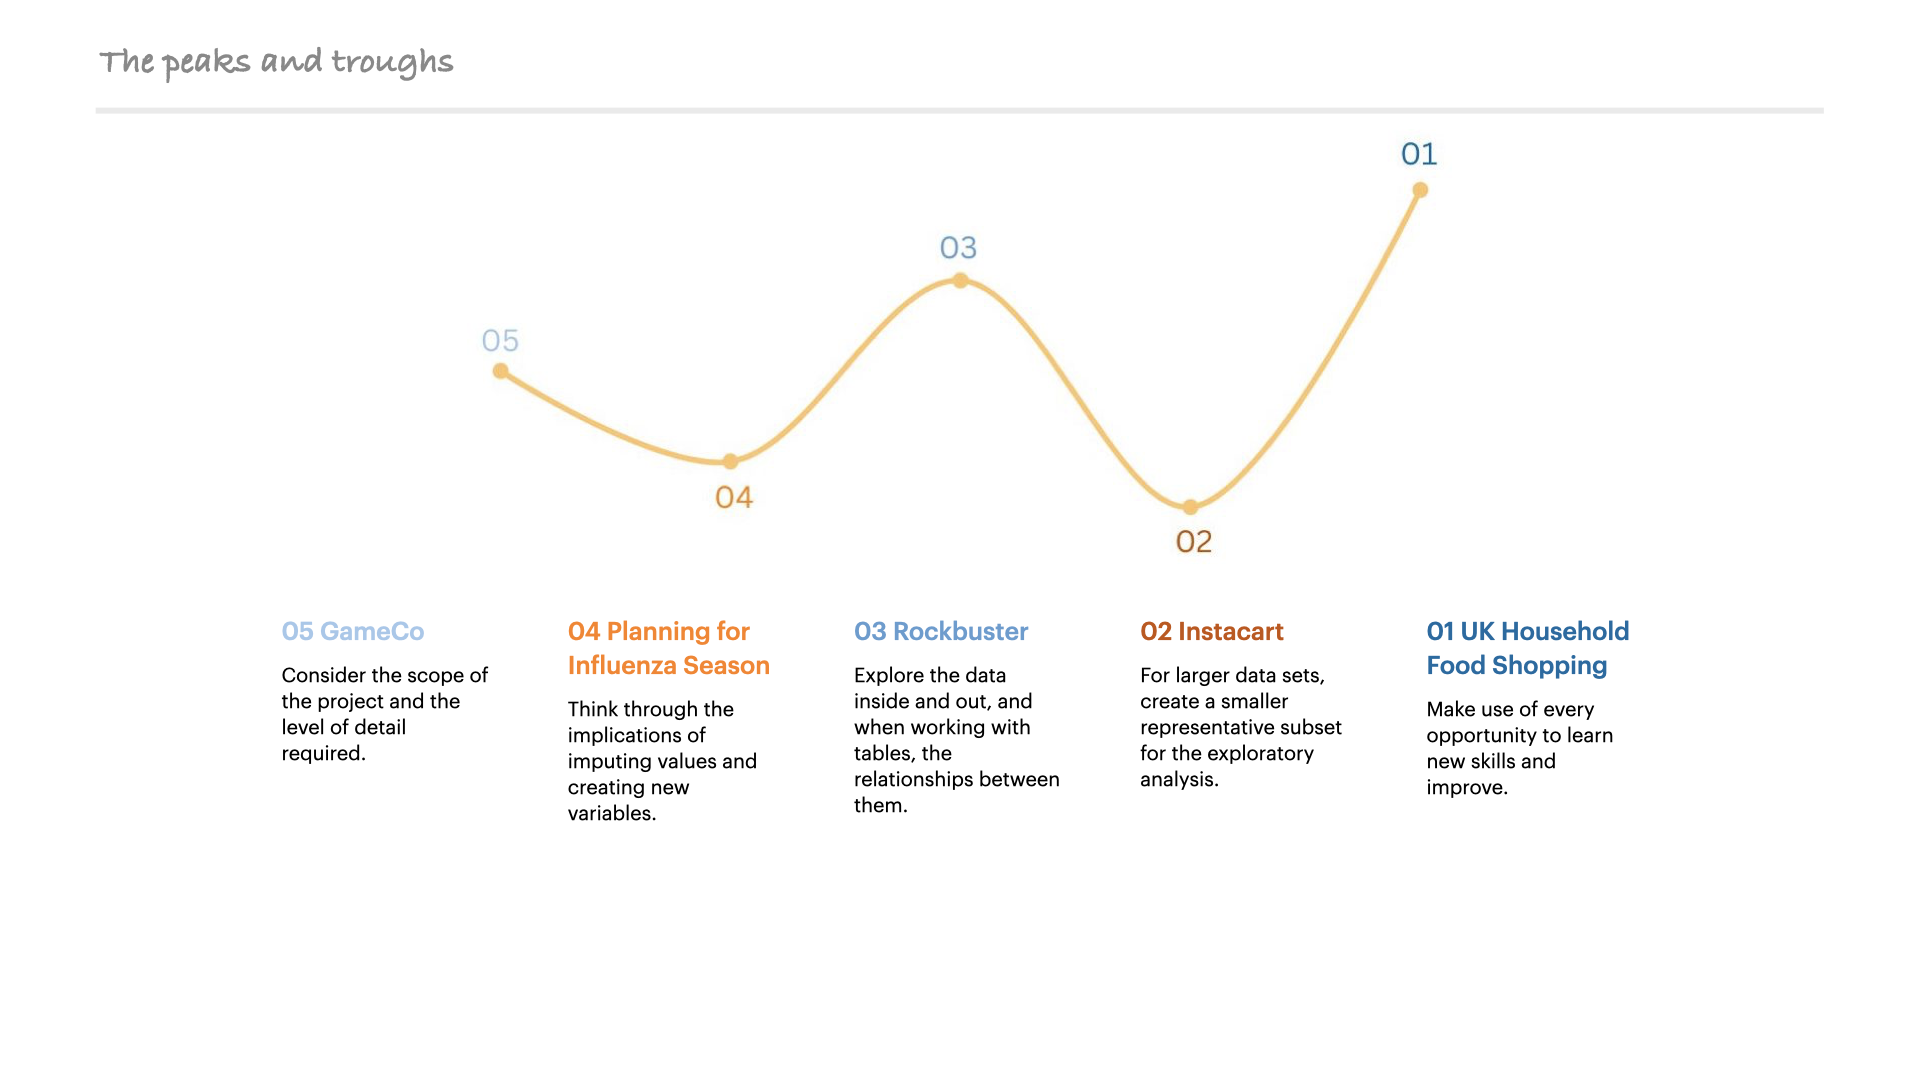 The peaks and troughs
01
03
05
04
02
05 GameCo
Consider the scope of
the project and the
level of detail
required.
04 Planning for
Influenza Season
Think through the
implications of
imputing values and
creating new
variables.
03 Rockbuster
Explore the data
inside and out, and
when working with
tables, the
relationships between
them.
02 Instacart
For larger data sets,
create a smaller
representative subset
for the exploratory
analysis.
01 UK Household
Food Shopping
Make use of every
opportunity to learn
new skills and
improve.